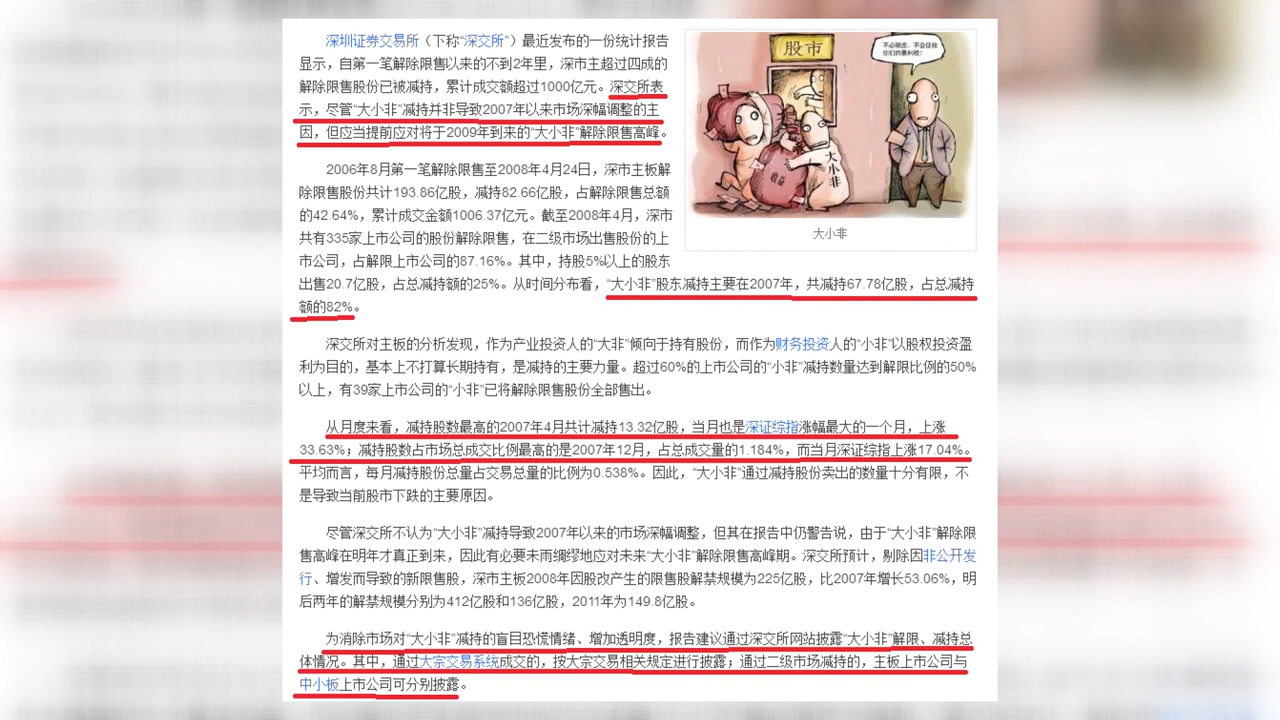 深圳证券交易所（下称“深交所”）最近发布的一份统计报告
显示，自第一笔解除限售以来的不到2年里，深市主超过四成的
解除限售股份已被减持，累计成交额超过1000亿元。深交所表
示，尽管“大小非”减持并非导致2007年以来市场深幅调整的主
因，但应当提前应对将于2009年到来的“大小非”解除限售高峰。
股市
不必顾虑，不会征收
你们的暴利税！
收益
大小非
大小非
2006年8月第一笔解除限售至2008年4月24日，深市主板解
除限售股份共计193.86亿股，减持82.66亿股，占解除限售总额
的42.64%，累计成交金额1006.37亿元。截至2008年4月，深市
共有335家上市公司的股份解除限售，在二级市场出售股份的上
市公司，占解限上市公司的87.16%。其中，持股5%以上的股东
出售20.7亿股，占总减持额的25%。从时间分布看，“大小非”股东减持主要在2007年，共减持67.78亿股，占总减持
额的82%。
深交所对主板的分析发现，作为产业投资人的“大非”倾向于持有股份，而作为财务投资人的“小非”以股权投资盈
利为目的，基本上不打算长期持有，是减持的主要力量。超过60%的上市公司的“小非”减持数量达到解限比例的50%
以上，有39家上市公司的“小非”已将解除限售股份全部售出。
从月度来看，减持股数最高的2007年4月共计减持13.32亿股，当月也是深证综指涨幅最大的一个月，上涨
33.63%；减持股数占市场总成交比例最高的是2007年12月，占总成交量的1.184%，而当月深证综指上涨17.04%。
平均而言，每月减持股份总量占交易总量的比例为0.538%。因此，“大小非”通过减持股份卖出的数量十分有限，不
是导致当前股市下跌的主要原因。
尽管深交所不认为“大小非”减持导致2007年以来的市场深幅调整，但其在报告中仍警告说，由于“大小非”解除限
售高峰在明年才真正到来，因此有必要未雨绸缪地应对未来“大小非”解除限售高峰期。深交所预计，剔除因非公开发
行、增发而导致的新限售股，深市主板2008年因股改产生的限售股解禁规模为225亿股，比2007年增长53.06%，明
后两年的解禁规模分别为412亿股和136亿股，2011年为149.8亿股。
为消除市场对“大小非”减持的盲目恐慌情绪、增加透明度，报告建议通过深交所网站披露“大小非”解限、减持总
体情况。其中，通过大宗交易系统成交的，按大宗交易相关规定进行披露；通过二级市场减持的，主板上市公司与
中小板上市公司可分别披露。